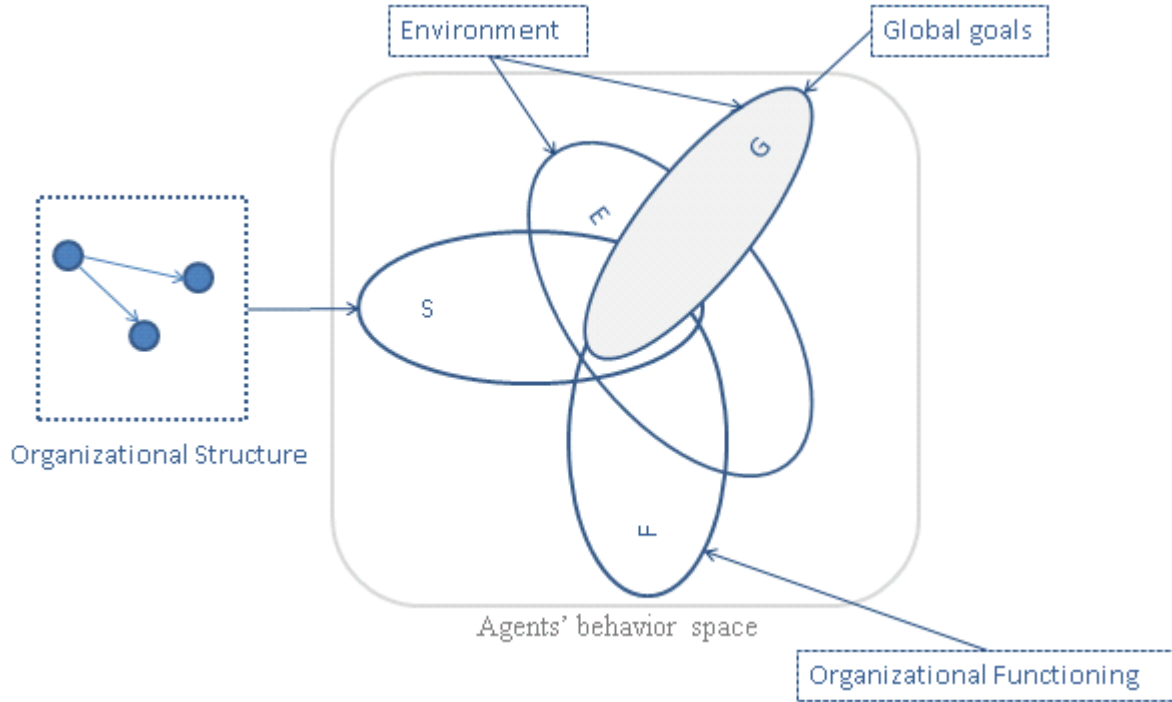 Environment
Global goals
G
E
S
Organizational Structure
F
Agents’ behavior space
Organizational Functioning